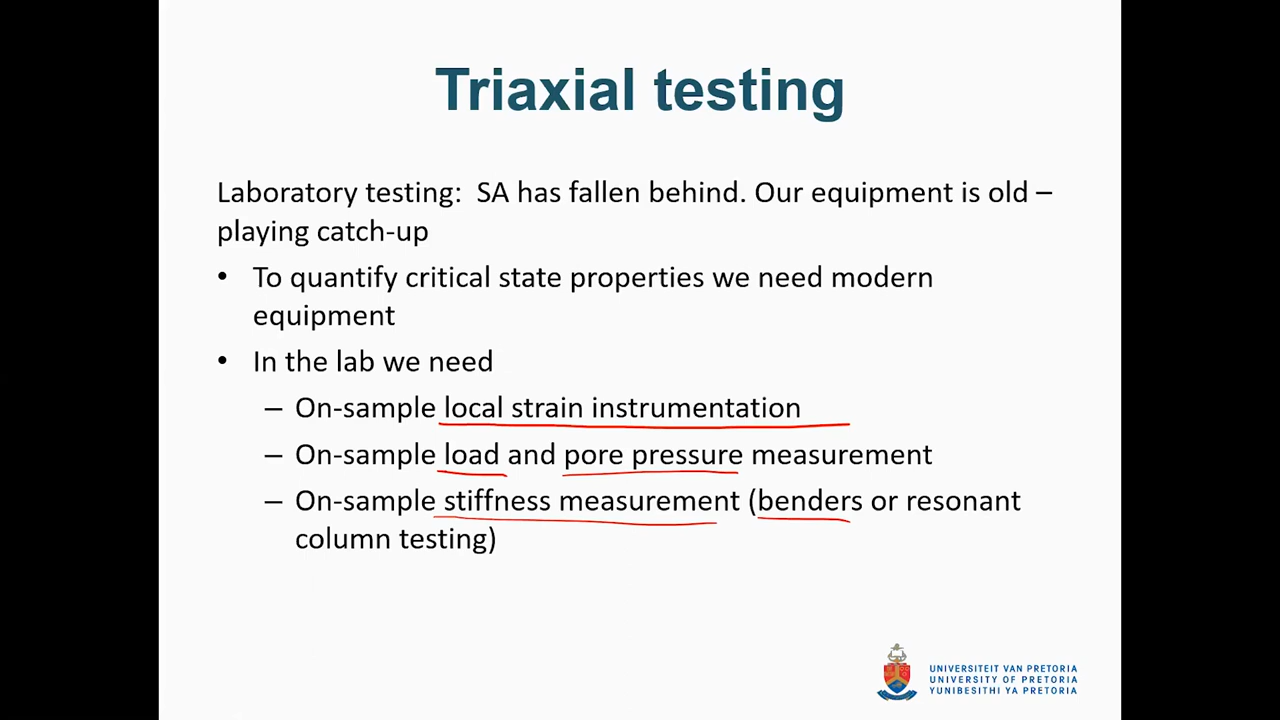 Triaxial testing
Laboratory testing:  SA has fallen behind. Our equipment is old –
playing catch-up
• To quantify critical state properties we need modern
equipment
• In the lab we need
– On-sample local strain instrumentation
– On-sample load and pore pressure measurement
– On-sample stiffness measurement (benders or resonant
column testing)
UNIVERSITEIT VAN PRETORIA
UNIVERSITY OF PRETORIA
YUNIBESITHI YA PRETORIA